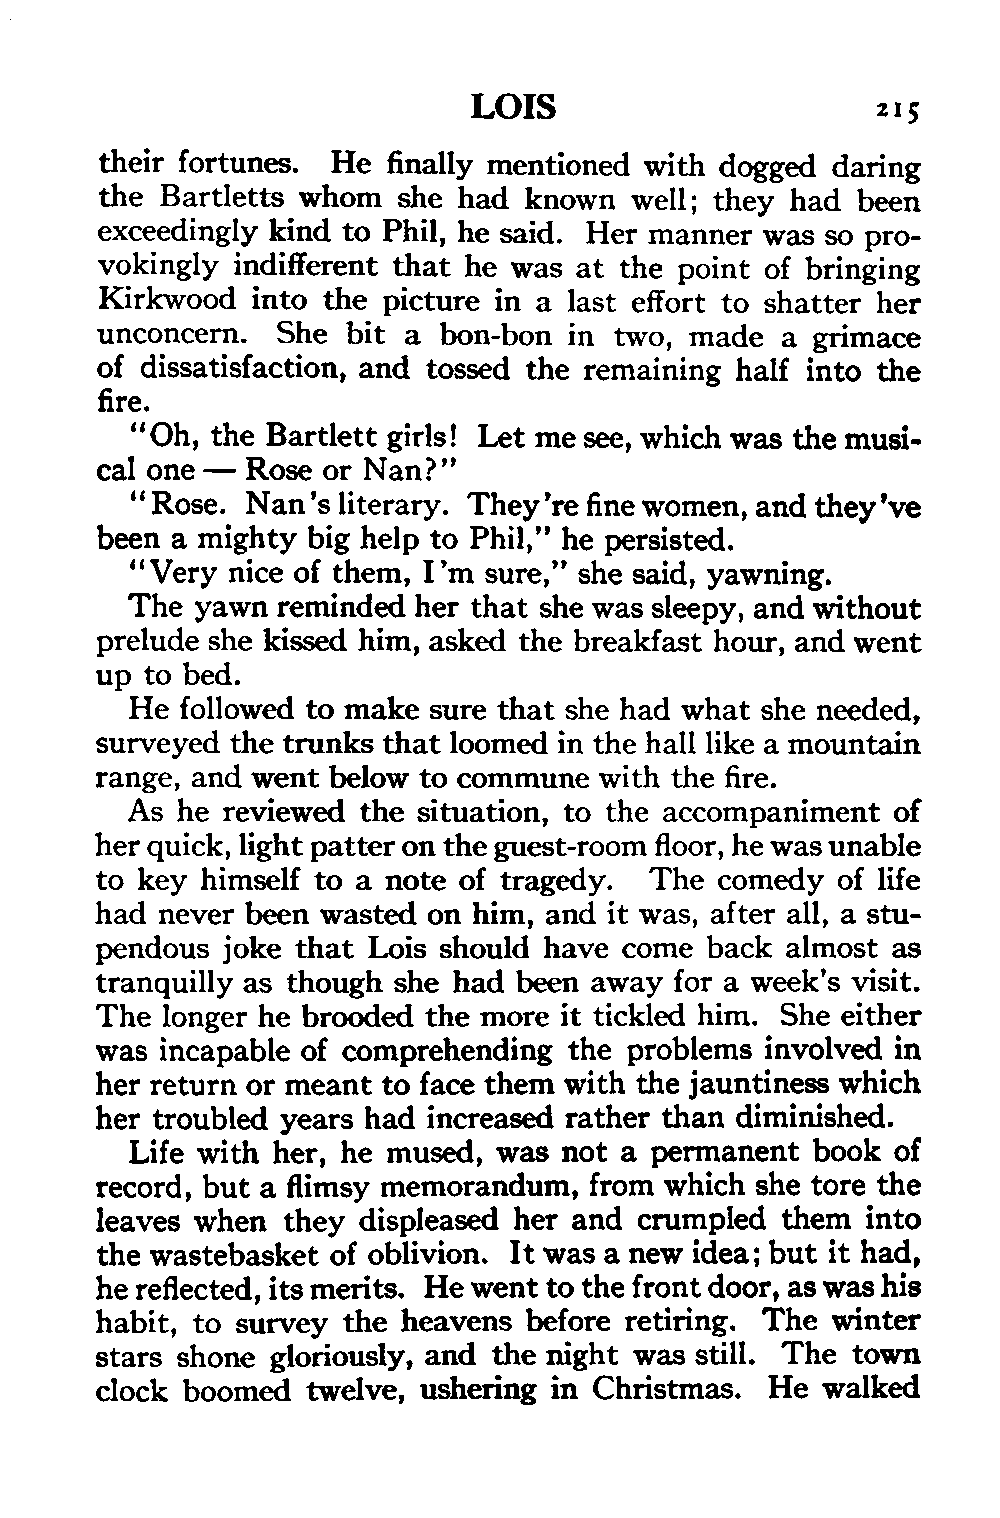 LOIS 215
their fortunes. He finally mentioned with dogged daring
the Bartletts whom she had known well; they had been
exceedingly kind to Phil, he said. Her manner was so pro-
vokingly indifferent that he was at the point of bringing
Kirkwood into the picture in a last effort to shatter her
unconcern. She bit a bon-bon in two, made a grimace
of dissatisfaction, and tossed the remaining half into the
fire.
"Oh, the Bartlett girls! Let me see, which was the musi-
cal one — Rose or Nan?"
"Rose. Nan's literary. They're fine women, and they've
been a mighty big help to Phil," he persisted.
"Very nice of them, I'm sure," she said, yawning.
The yawn reminded her that she was sleepy, and without
prelude she kissed him, asked the breakfast hour, and went
up to bed.
He followed to make sure that she had what she needed,
surveyed the trunks that loomed in the hall like a mountain
range, and went below to commune with the fire.
As he reviewed the situation, to the accompaniment of
her quick, light patter on the guest-room floor, he was unable
to key himself to a note of tragedy. The comedy of life
had never been wasted on him, and it was, after all, a stu-
pendous joke that Lois should have come back almost as
tranquilly as though she had been away for a week's visit.
The longer he brooded the more it tickled him. She either
was incapable of comprehending the problems involved in
her return or meant to face them with the jauntiness which
her troubled years had increased rather than diminished.
Life with her, he mused, was not a permanent book of
record, but a flimsy memorandum, from which she tore the
leaves when they displeased her and crumpled them into
the wastebasket of oblivion. It was a new idea; but it had,
he reflected, its merits. He went to the front door, as was his
habit, to survey the heavens before retiring. The winter
stars shone gloriously, and the night was still. The town
clock boomed twelve, ushering in Christmas. He walked